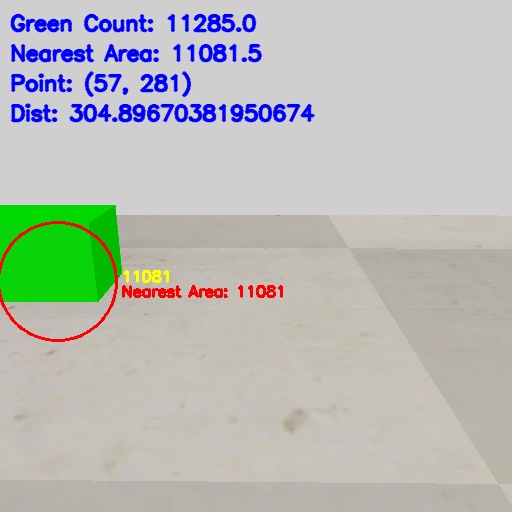 Green Count: 11285.0
Nearest Area: 11081.5
Point: (57, 281)
Dist: 304.89670381950674
11081
Nearest Area: 11081